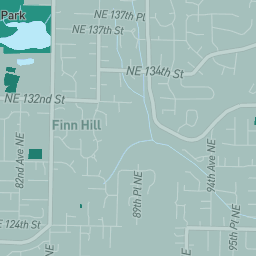 NE 137th Pl
Park
NE 137th St
NE 134th St
NE 132nd St
Finn Hill
82nd Ave NE
94th Ave NE
89th Pl NE
95th Pl NE
NE 124th St